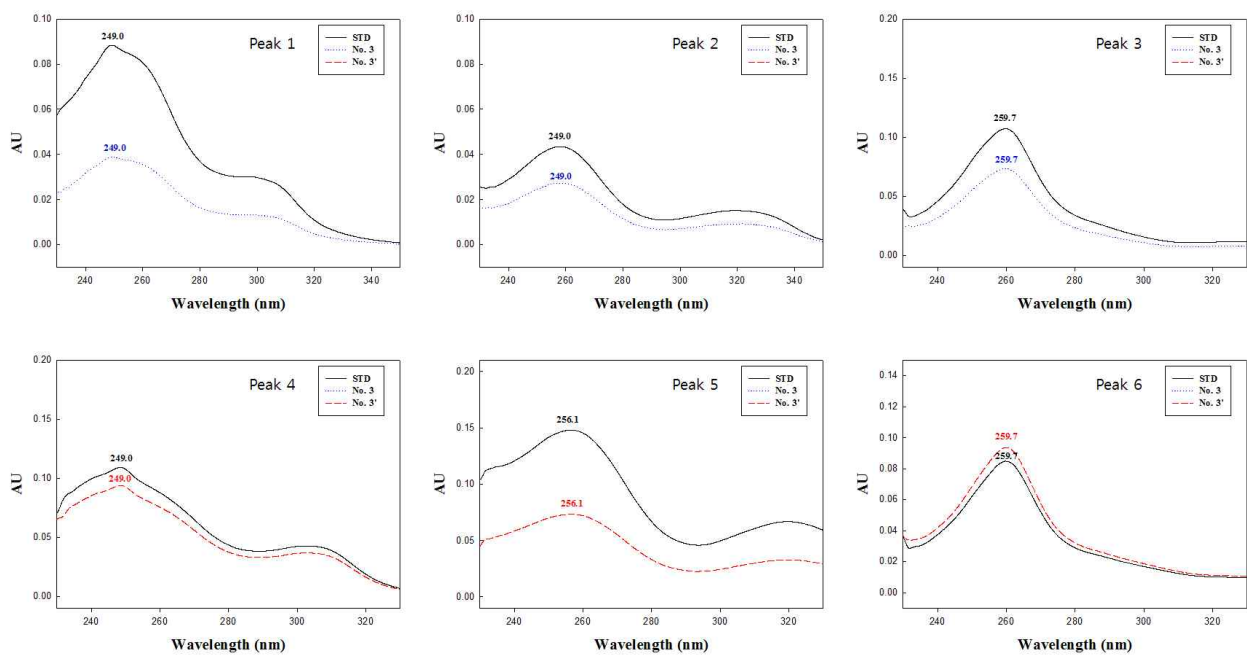 Peak 1
STD
No. 3
No. 3'
249.0
249.0
0.10
0.08
0.06
0.04
0.02
0.00
AU
240 260 280 300 320 340
Wavelength (nm)
Peak 2
STD
No. 3
No. 3'
249.0
249.0
0.10
0.08
0.06
0.04
0.02
0.00
AU
240 260 280 300 320 340
Wavelength (nm)
Peak 3
STD
No. 3
No. 3'
259.7
259.7
0.20
0.15
0.10
0.05
0.00
AU
240 260 280 300 320
Wavelength (nm)
Peak 4
STD
No. 3
No. 3'
249.0
249.0
0.20
0.15
0.10
0.05
0.00
AU
240 260 280 300 320
Wavelength (nm)
Peak 5
STD
No. 3
No. 3'
256.1
256.1
0.20
0.15
0.10
0.05
0.00
AU
240 260 280 300 320
Wavelength (nm)
Peak 6
STD
No. 3
No. 3'
259.7
259.7
0.14
0.12
0.10
0.08
0.06
0.04
0.02
0.00
AU
240 260 280 300 320
Wavelength (nm)